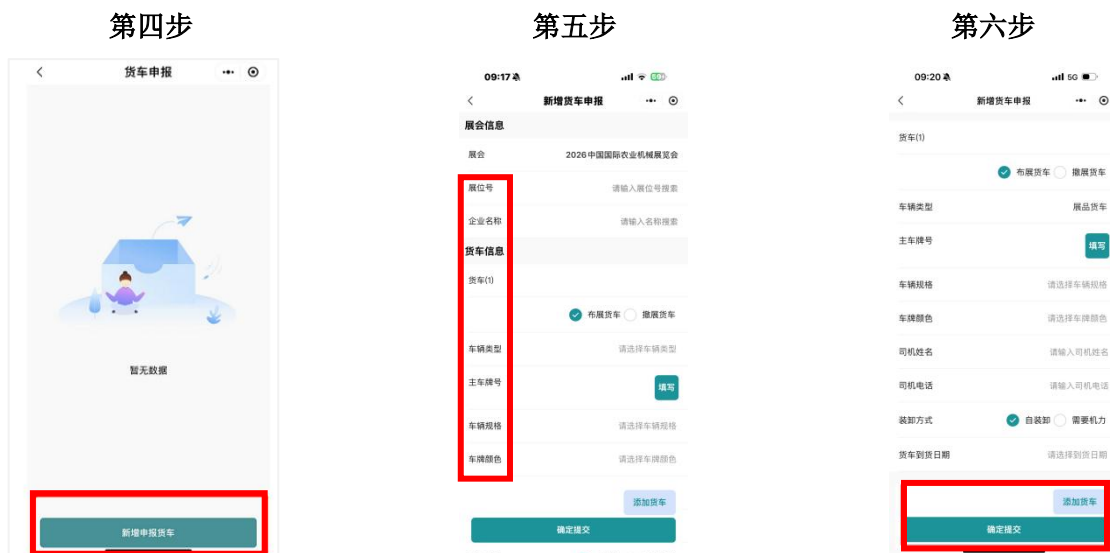 第四步
货车申报
暂无数据
新增申报货车
第五步
09:17
新增货车申报
展会信息
展会 2026中国国际农业机械展览会
展位号 请输入展位号搜索
企业名称 请输入名称搜索
货车信息
货车(1)
布展货车 撤展货车
车辆类型 请选择车辆类型
主车牌号 填写
车辆规格 请选择车辆规格
车牌颜色 请选择车牌颜色
添加货车
确定提交
第六步
09:20 5G
新增货车申报
货车(1)
布展货车 撤展货车
车辆类型 展品货车
主车牌号 填写
车辆规格 请选择车辆规格
车牌颜色 请选择车牌颜色
司机姓名 请输入司机姓名
司机电话 请输入司机电话
装卸方式 自装卸 需要机力
货车到货日期 请选择到货日期
添加货车
确定提交